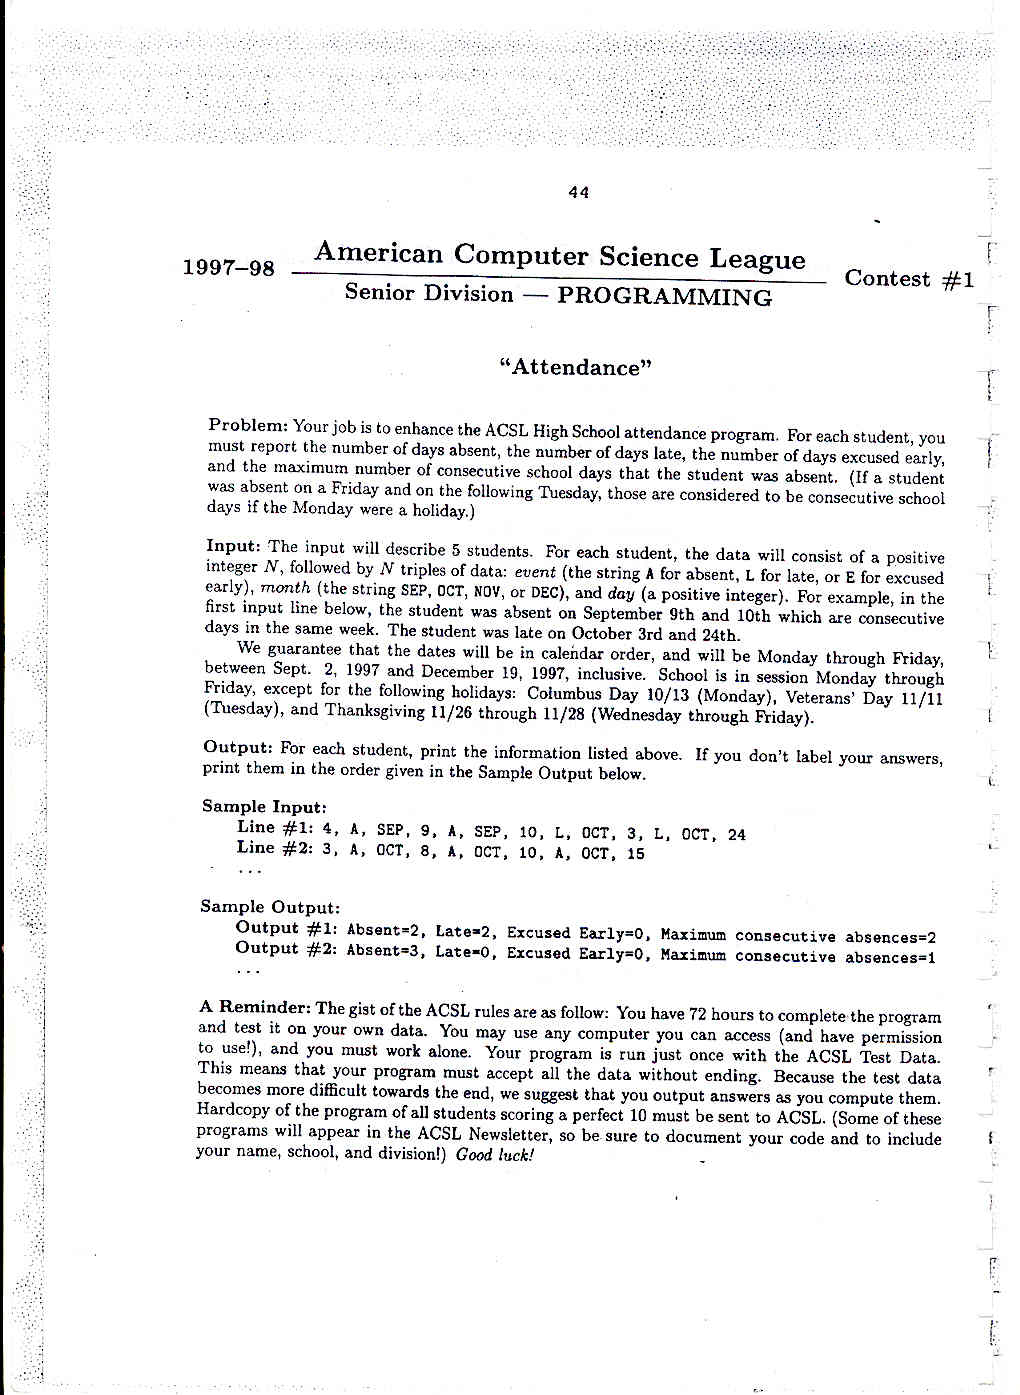 44
1997–98
American Computer Science League
Contest #1
Senior Division — PROGRAMMING
“Attendance”
Problem: Your job is to enhance the ACSL High School attendance program. For each student, you
must report the number of days absent, the number of days late, the number of days excused early,
and the maximum number of consecutive school days that the student was absent. (If a student
was absent on a Friday and on the following Tuesday, those are considered to be consecutive school
days if the Monday were a holiday.)
Input: The input will describe 5 students. For each student, the data will consist of a positive
integer N, followed by N triples of data: event (the string A for absent, L for late, or E for excused
early), month (the string SEP, OCT, NOV, or DEC), and day (a positive integer). For example, in the
first input line below, the student was absent on September 9th and 10th which are consecutive
days in the same week. The student was late on October 3rd and 24th.
We guarantee that the dates will be in calendar order, and will be Monday through Friday,
between Sept. 2, 1997 and December 19, 1997, inclusive. School is in session Monday through
Friday, except for the following holidays: Columbus Day 10/13 (Monday), Veterans’ Day 11/11
(Tuesday), and Thanksgiving 11/26 through 11/28 (Wednesday through Friday).
Output: For each student, print the information listed above. If you don’t label your answers,
print them in the order given in the Sample Output below.
Sample Input:
Line #1: 4, A, SEP, 9, A, SEP, 10, L, OCT, 3, L, OCT, 24
Line #2: 3, A, OCT, 8, A, OCT, 10, A, OCT, 15
...
Sample Output:
Output #1: Absent=2, Late=2, Excused Early=0, Maximum consecutive absences=2
Output #2: Absent=3, Late=0, Excused Early=0, Maximum consecutive absences=1
...
A Reminder: The gist of the ACSL rules are as follow: You have 72 hours to complete the program
and test it on your own data. You may use any computer you can access (and have permission
to use!), and you must work alone. Your program is run just once with the ACSL Test Data.
This means that your program must accept all the data without ending. Because the test data
becomes more difficult towards the end, we suggest that you output answers as you compute them.
Hardcopy of the program of all students scoring a perfect 10 must be sent to ACSL. (Some of these
programs will appear in the ACSL Newsletter, so be sure to document your code and to include
your name, school, and division!) Good luck!